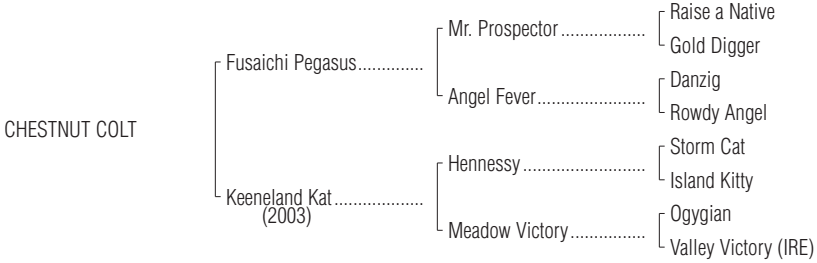 Raise a Native
Mr. Prospector...................
Gold Digger
Fusaichi Pegasus..............
Danzig
Angel Fever.......................
Rowdy Angel
CHESTNUT COLT
Storm Cat
Hennessy ..........................
Island Kitty
Keeneland Kat...................
(2003)
Ogygian
Meadow Victory................
Valley Victory (IRE)